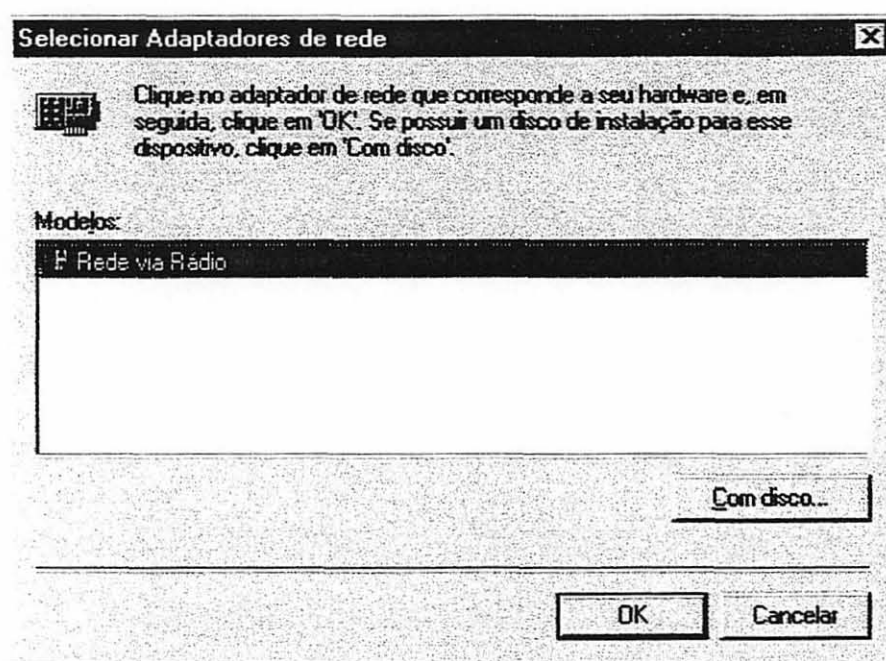 Selecionar Adaptadores de rede
Clique no adaptador de rede que corresponde a seu hardware e, em
seguida, clique em 'OK'. Se possuir um disco de instalação para esse
dispositivo, clique em 'Com disco'.
Modelos:
Rede via Rádio
Com disco...
OK
Cancelar